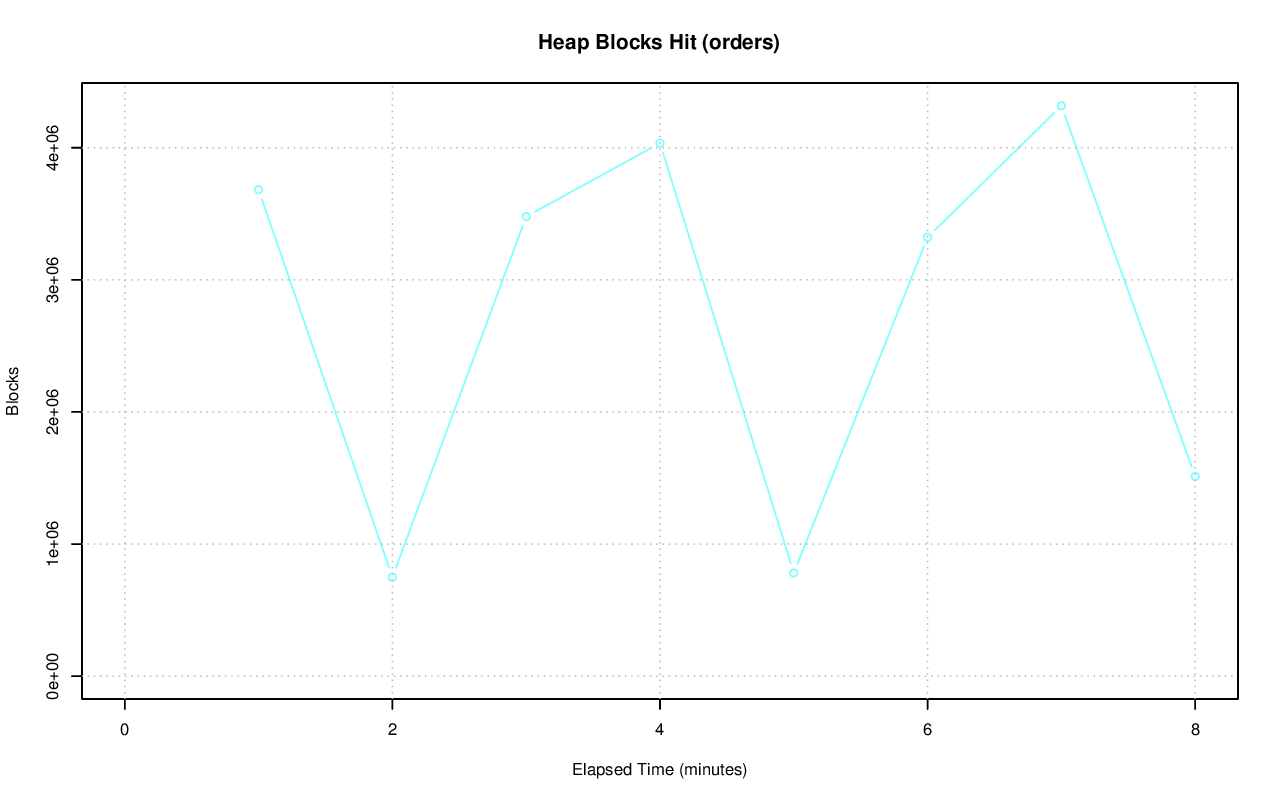 Heap Blocks Hit (orders)
Blocks
4e+06
3e+06
2e+06
1e+06
0e+00
0 2 4 6 8
Elapsed Time (minutes)